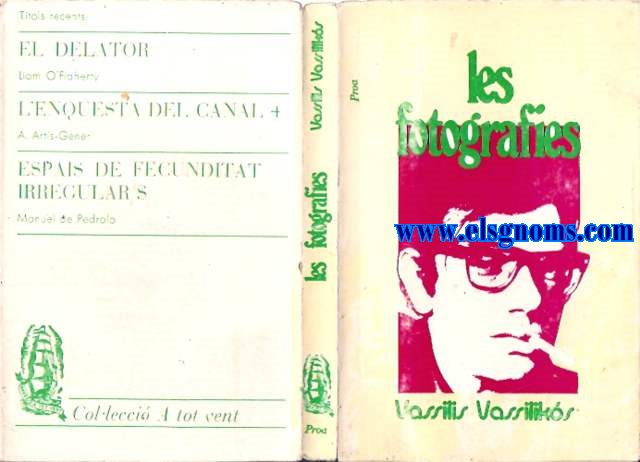 Títols recents
EL DELATOR
Liam O'Flaherty
L'ENQUESTA DEL CANAL 4
A. Artís-Gener
ESPAIS DE FECUNDITAT
IRREGULAR S
Manuel de Pedrolo
Col·lecció A tot vent
Vassilis Vassilikós
les fotografies
Proa
Proa
les
fotografies
www.elsgnoms.com
Vassilis Vassilikós